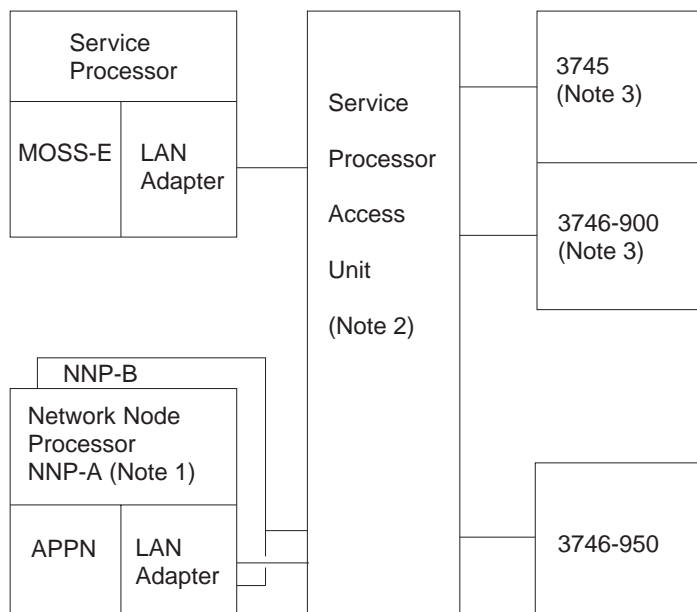 Service
Processor
MOSS-E
LAN
Adapter
Service
Processor
Access
Unit
(Note 2)
3745
(Note 3)
3746-900
(Note 3)
NNP-B
Network Node
Processor
NNP-A (Note 1)
APPN
LAN
Adapter
3746-950